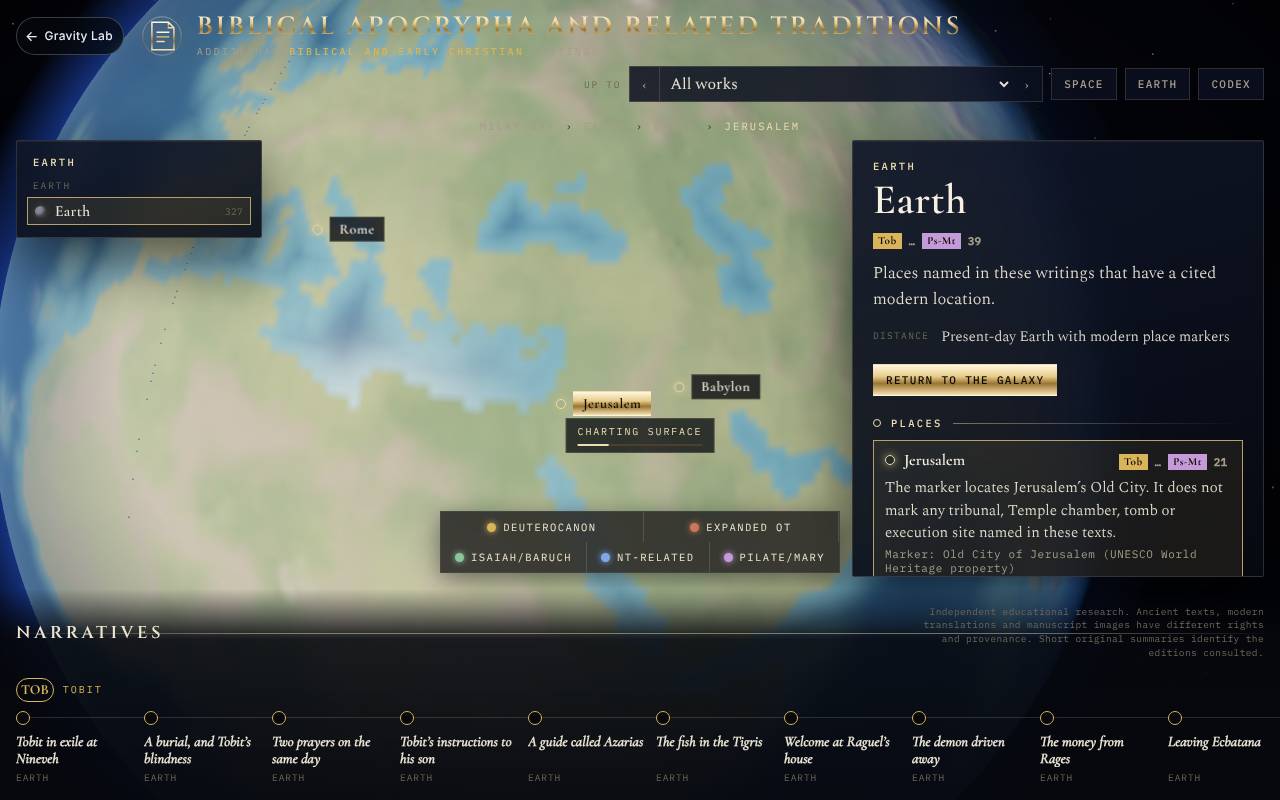 ← Gravity Lab
BIBLICAL APOCRYPHA AND RELATED TRADITIONS
BIBLICAL AND EARLY CHRISTIAN
UP TO
‹
All works
›
SPACE
EARTH
CODEX
› › › JERUSALEM
EARTH
EARTH
Earth 327
Rome
Jerusalem
Babylon
CHARTING SURFACE
DEUTEROCANON
EXPANDED OT
ISAIAH/BARUCH
NT-RELATED
PILATE/MARY
EARTH
Earth
Tob … Ps-Mt 39
Places named in these writings that have a cited
modern location.
DISTANCE Present-day Earth with modern place markers
RETURN TO THE GALAXY
PLACES
Jerusalem Tob … Ps-Mt 21
The marker locates Jerusalem’s Old City. It does not
mark any tribunal, Temple chamber, tomb or
execution site named in these texts.
Marker: Old City of Jerusalem (UNESCO World
Heritage property)
NARRATIVES
Independent educational research. Ancient texts, modern
translations and manuscript images have different rights
and provenance. Short original summaries identify the
editions consulted.
TOB TOBIT
Tobit in exile at
Nineveh
EARTH
A burial, and Tobit’s
blindness
EARTH
Two prayers on the
same day
EARTH
Tobit’s instructions to
his son
EARTH
A guide called Azarias
EARTH
The fish in the Tigris
EARTH
Welcome at Raguel’s
house
EARTH
The demon driven
away
EARTH
The money from
Rages
EARTH
Leaving Ecbatana
EARTH